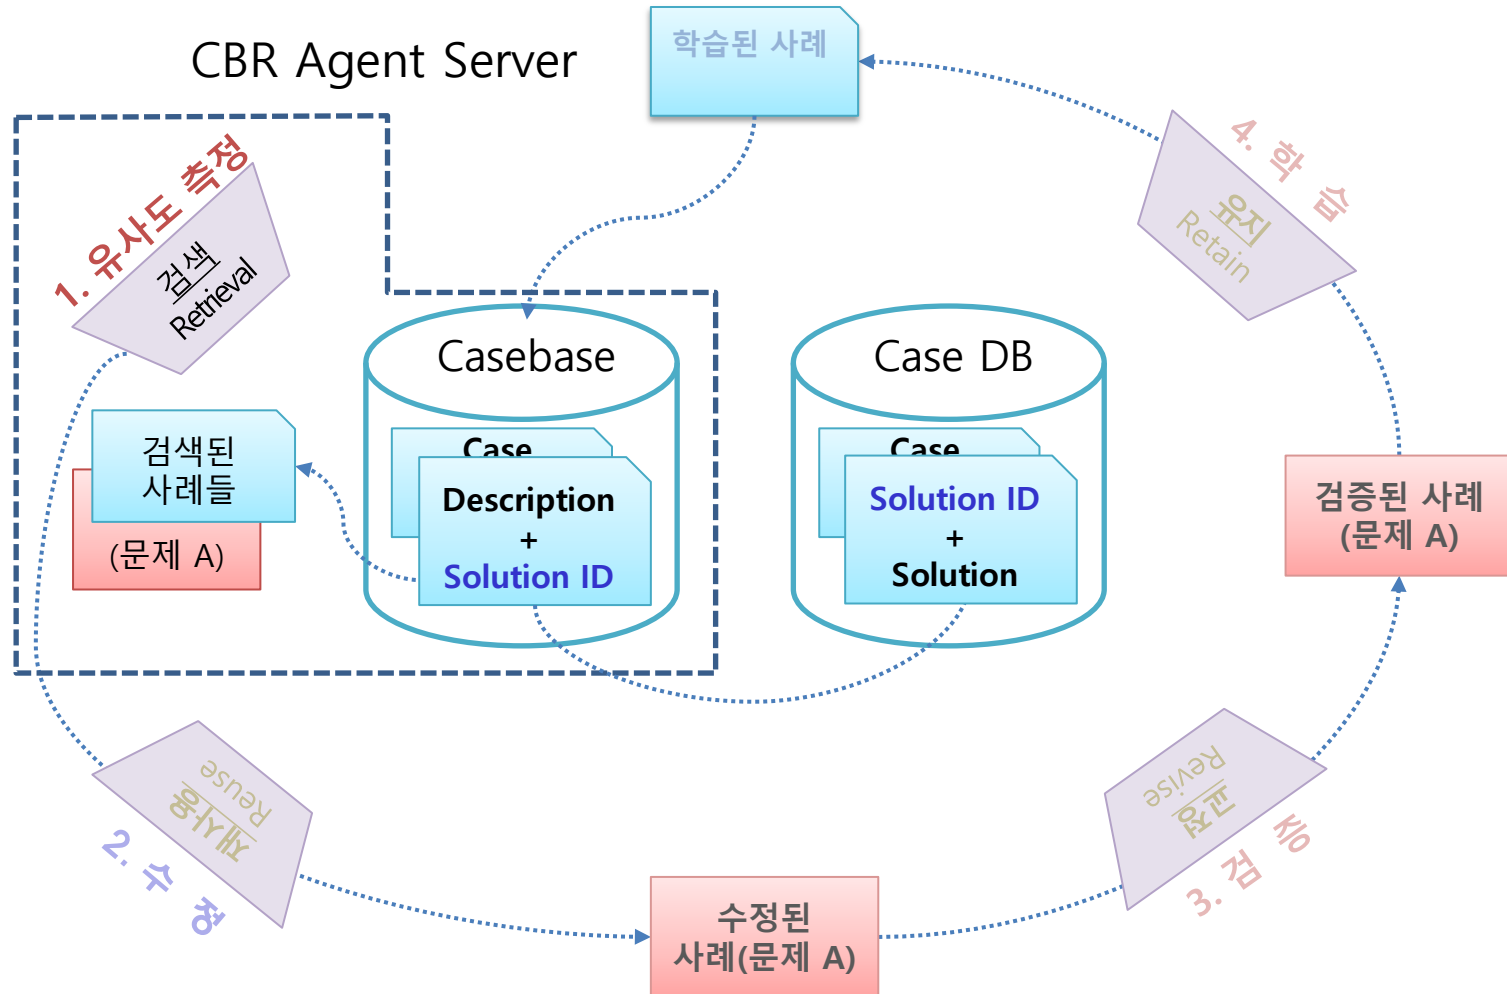 CBR Agent Server
학습된 사례
1. 유사도 측정
검색
Retrieval
4. 학 습
유지
Retain
Casebase
Case DB
검색된
사례들
(문제 A)
Case
Description
+
Solution ID
Case
Solution ID
+
Solution
검증된 사례
(문제 A)
Reuse
재사용
2. 수 정
Revise
교정
3. 검 증
수정된
사례(문제 A)